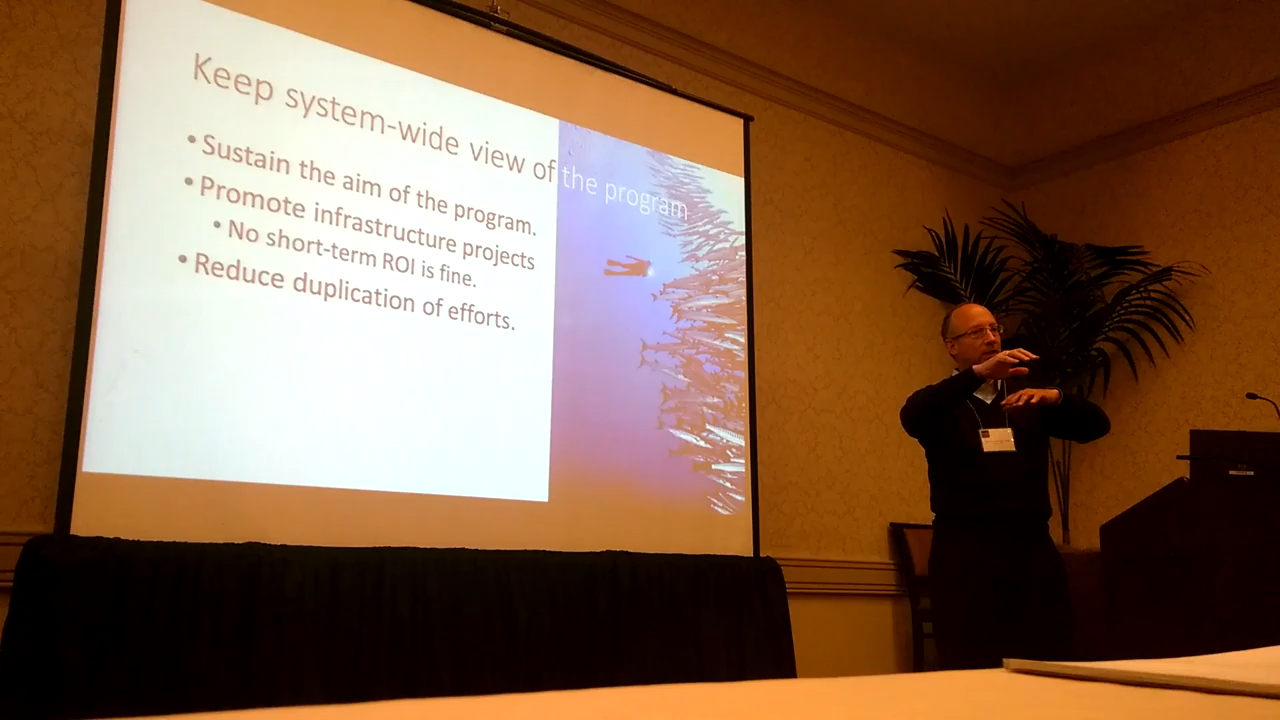 Keep system-wide view of the program
• Sustain the aim of the program.
• Promote infrastructure projects
• No short-term ROI is fine.
• Reduce duplication of efforts.